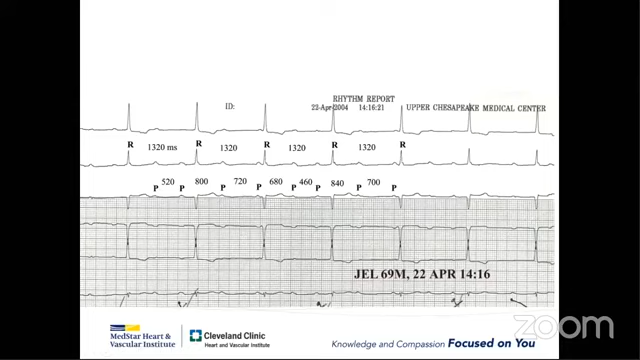 RHYTHM REPORT
ID: 22-Apr-2004 14:16:21 UPPER CHESAPEAKE MEDICAL CENTER
R 1320 ms R 1320 R 1320 R 1320 R
P 520 P 800 P 720 P 680 P 460 P 840 P 700 P
JEL 69M, 22 APR 14:16
zoom
MedStar Heart &
Vascular Institute
Cleveland Clinic
Heart and Vascular Institute
Knowledge and Compassion Focused on You